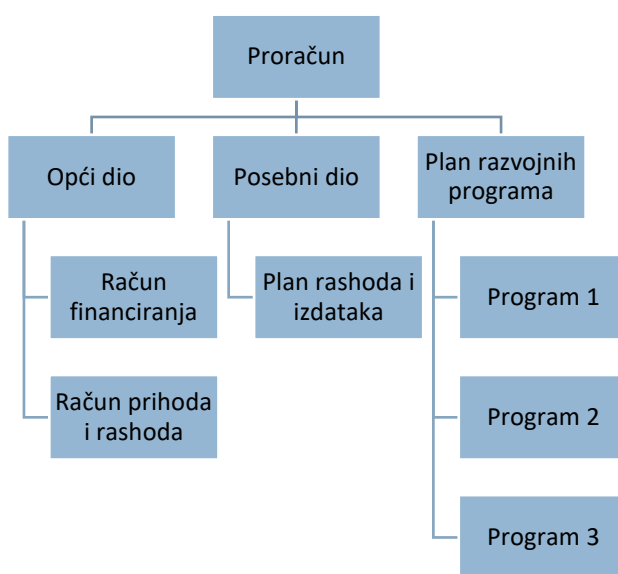 Proračun
Opći dio
Posebni dio
Plan razvojnih
programa
Račun
financiranja
Plan rashoda i
izdataka
Program 1
Račun prihoda
i rashoda
Program 2
Program 3